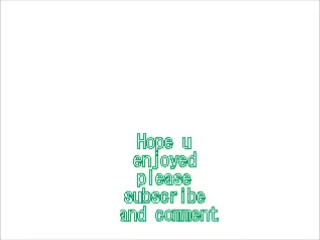 Hope u
enjoyed
please
subscribe
and comment